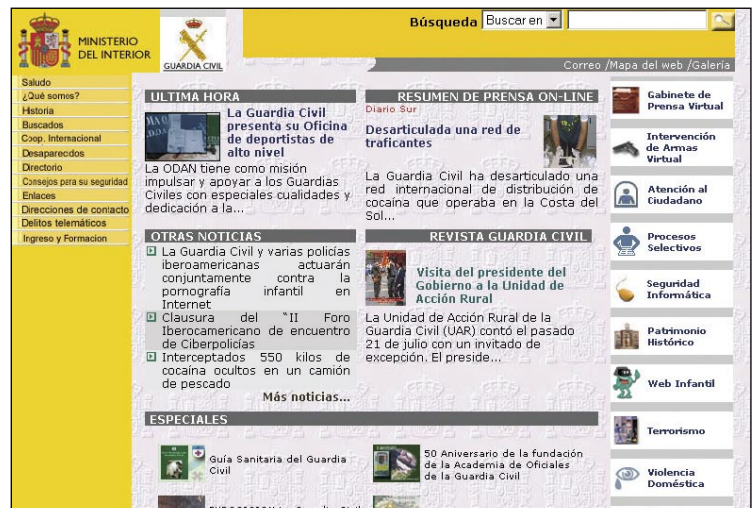 MINISTERIO
DEL INTERIOR
GUARDIA CIVIL
Búsqueda Buscar en
Correo /Mapa del web /Galería
Saludo
¿Qué somos?
Historia
Buscados
Coop. Internacional
Desaparecdos
Directorio
Consejos para su seguridad
Enlaces
Direcciones de contacto
Delitos telemáticos
Ingreso y Formacion
ULTIMA HORA
La Guardia Civil
presenta su Oficina
de deportistas de
alto nivel
La ODAN tiene como misión
impulsar y apoyar a los Guardias
Civiles con especiales cualidades y
dedicación a la...
RESUMEN DE PRENSA ON-LINE
Diario Sur
Desarticulada una red de
traficantes
La Guardia Civil ha desarticulado una
red internacional de distribución de
cocaína que operaba en la Costa del
Sol...
OTRAS NOTICIAS
La Guardia Civil y varias policías
iberoamericanas actuarán
conjuntamente contra la
pornografía infantil en
Internet
Clausura del "II Foro
Iberoamericano de encuentro
de Ciberpolicías
Interceptados 550 kilos de
cocaína ocultos en un camión
de pescado
Más noticias...
REVISTA GUARDIA CIVIL
Visita del presidente del
Gobierno a la Unidad de
Acción Rural
La Unidad de Acción Rural de la
Guardia Civil (UAR) contó el pasado
21 de julio con un invitado de
excepción. El preside...
ESPECIALES
Guía Sanitaria del Guardia
Civil
50 Aniversario de la fundación
de la Academia de Oficiales
de la Guardia Civil
Gabinete de
Prensa Virtual
Intervención
de Armas
Virtual
Atención al
Ciudadano
Procesos
Selectivos
Seguridad
Informática
Patrimonio
Histórico
Web Infantil
Terrorismo
Violencia
Doméstica